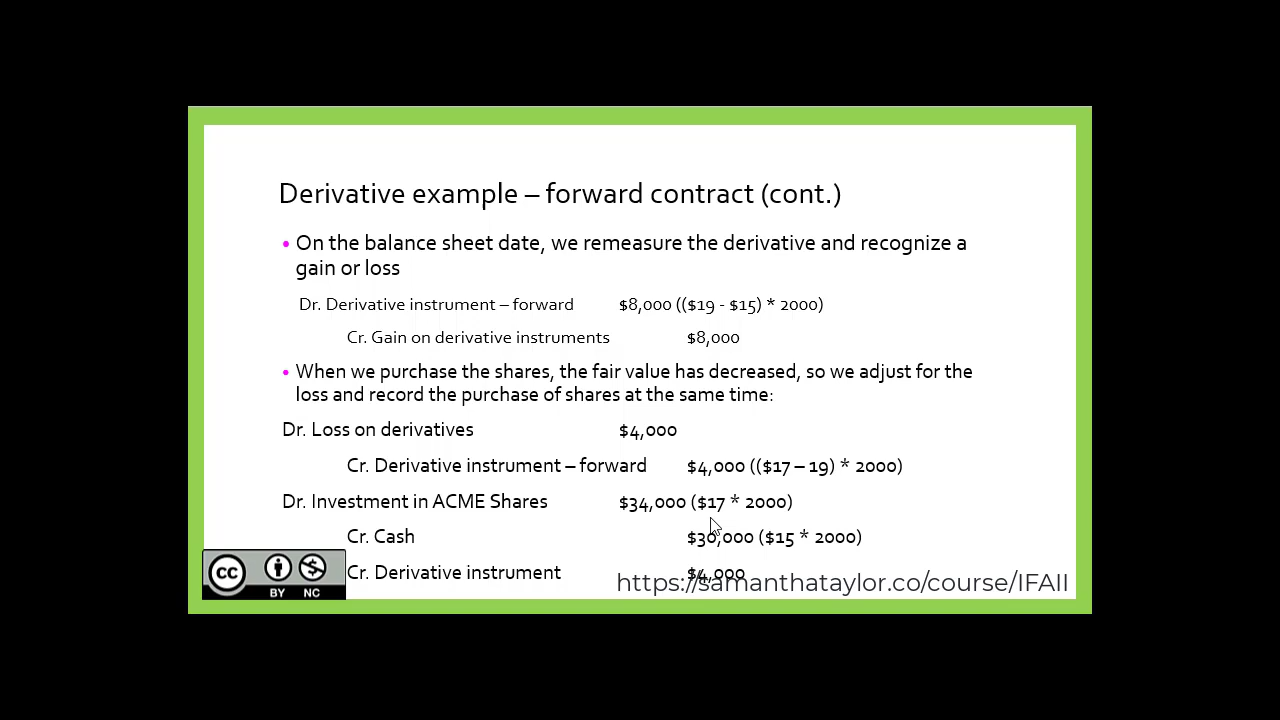 Derivative example – forward contract (cont.)
• On the balance sheet date, we remeasure the derivative and recognize a
gain or loss
Dr. Derivative instrument – forward $8,000 (($19 - $15) * 2000)
Cr. Gain on derivative instruments $8,000
• When we purchase the shares, the fair value has decreased, so we adjust for the
loss and record the purchase of shares at the same time:
Dr. Loss on derivatives $4,000
Cr. Derivative instrument – forward $4,000 (($17 – 19) * 2000)
Dr. Investment in ACME Shares $34,000 ($17 * 2000)
Cr. Cash $30,000 ($15 * 2000)
Cr. Derivative instrument $4,000
https://samanthataylor.co/course/IFAII
cc
BY NC